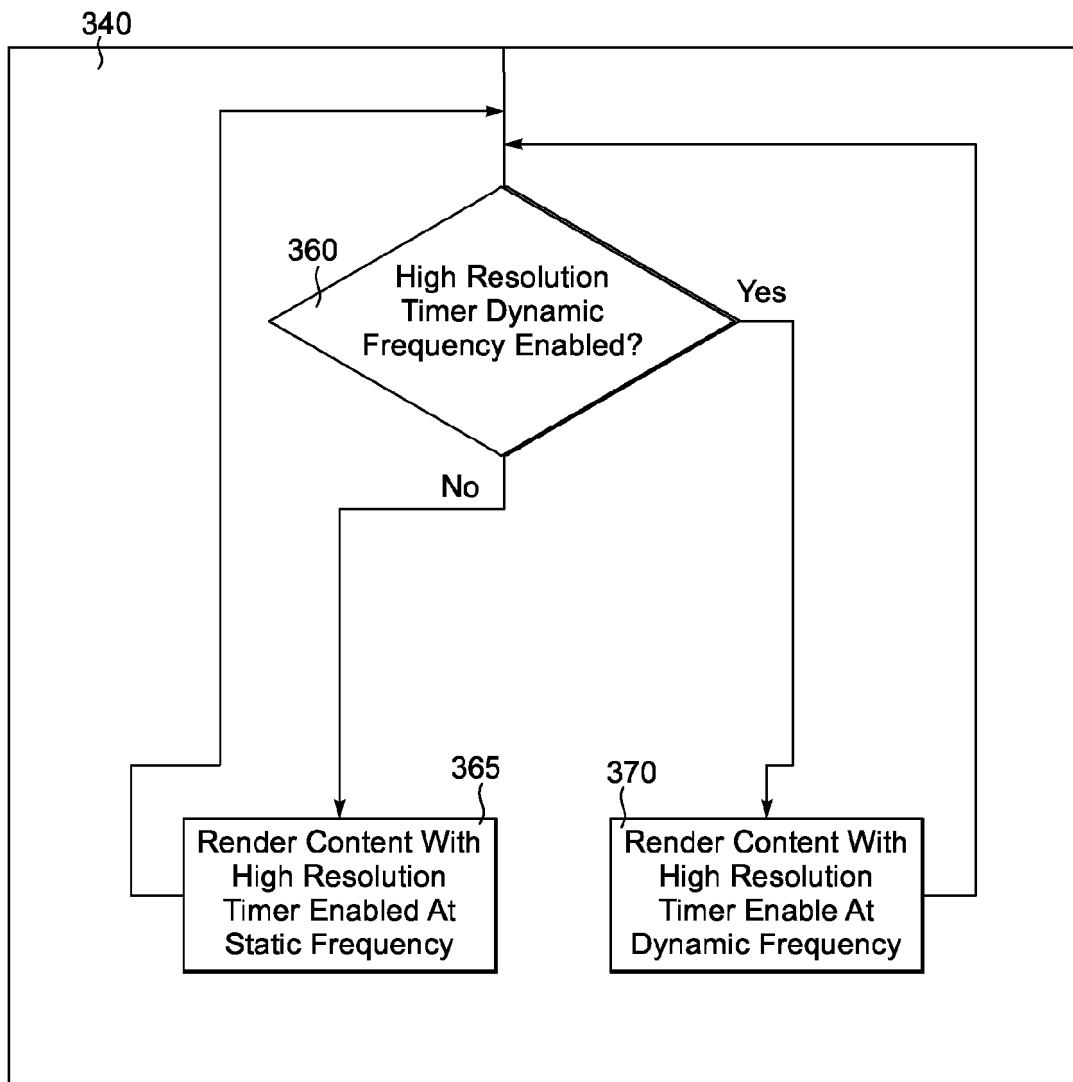 340
360
High Resolution
Timer Dynamic
Frequency Enabled?
Yes
No
365
Render Content With
High Resolution
Timer Enabled At
Static Frequency
370
Render Content With
High Resolution
Timer Enable At
Dynamic Frequency